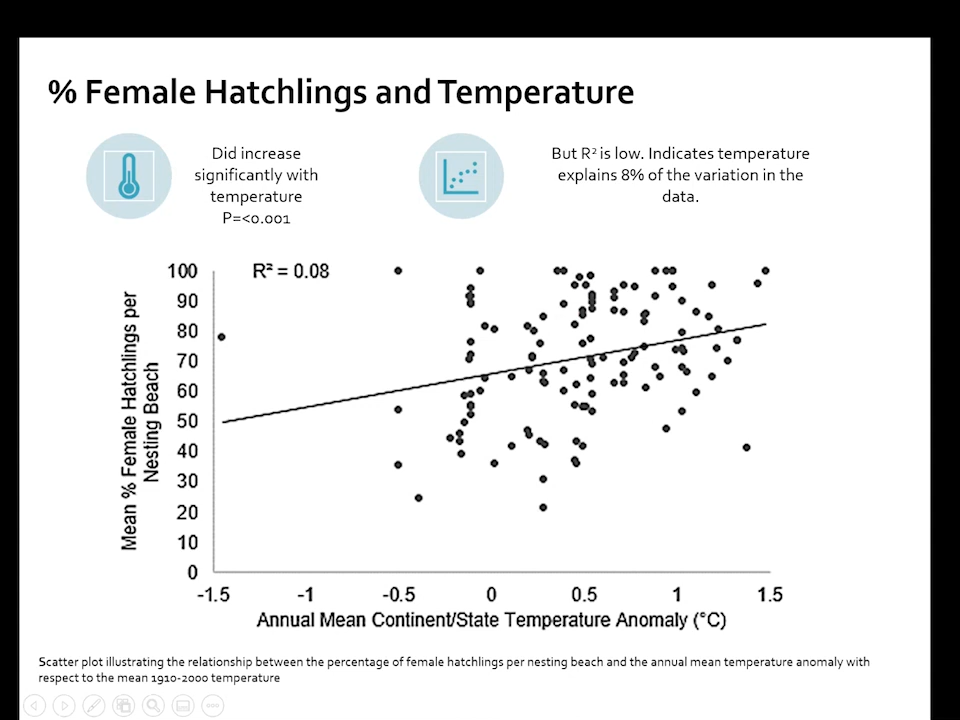 % Female Hatchlings and Temperature
Did increase
significantly with
temperature
P=<0.001
But R² is low. Indicates temperature
explains 8% of the variation in the
data.
R² = 0.08
Mean % Female Hatchlings per
Nesting Beach
100
90
80
70
60
50
40
30
20
10
0
-1.5
-1
-0.5
0
0.5
1
1.5
Annual Mean Continent/State Temperature Anomaly (°C)
Scatter plot illustrating the relationship between the percentage of female hatchlings per nesting beach and the annual mean temperature anomaly with
respect to the mean 1910-2000 temperature